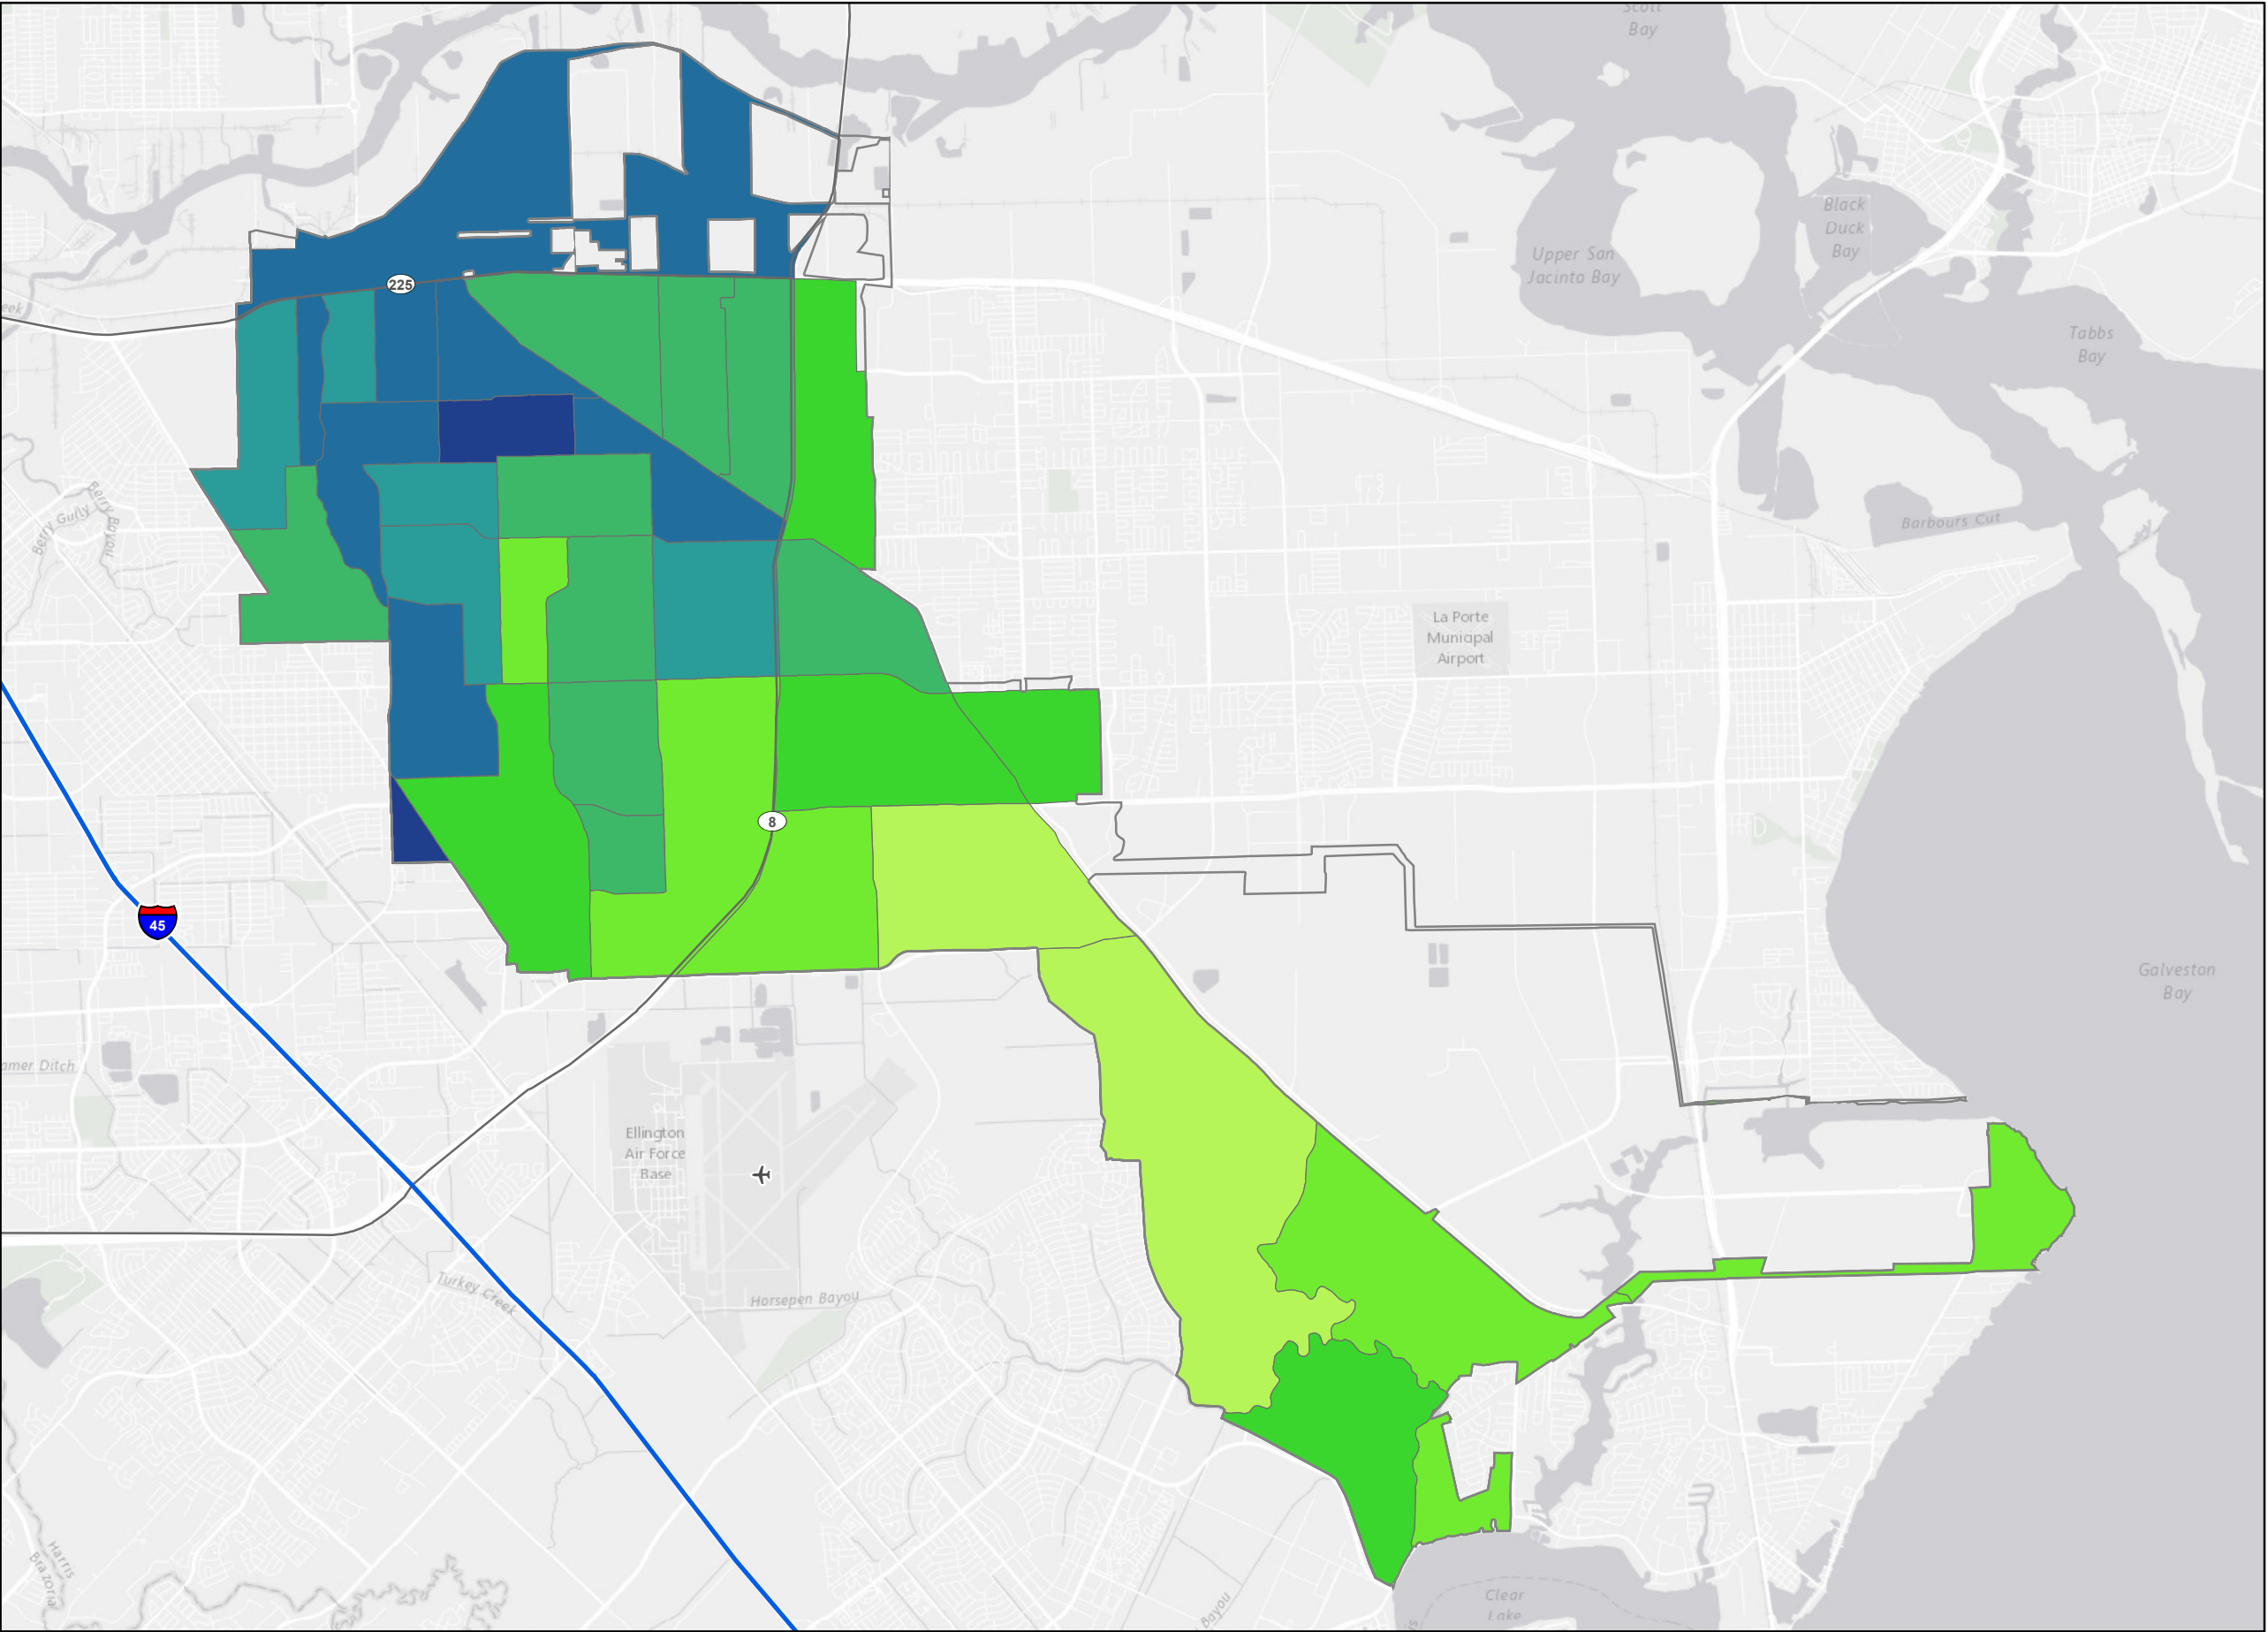 Scott
Bay
Black
Duck
Bay
Upper San
Jacinto Bay
225
Tabbs
Bay
Berry Gully
Berry Bayou
Barbours Cut
La Porte
Municipal
Airport
8
45
Galveston
Bay
amer Ditch
Ellington
Air Force
Base
Turkey Creek
Horsepen Bayou
Harris
Brazoria
Bayou
Clear
Lake